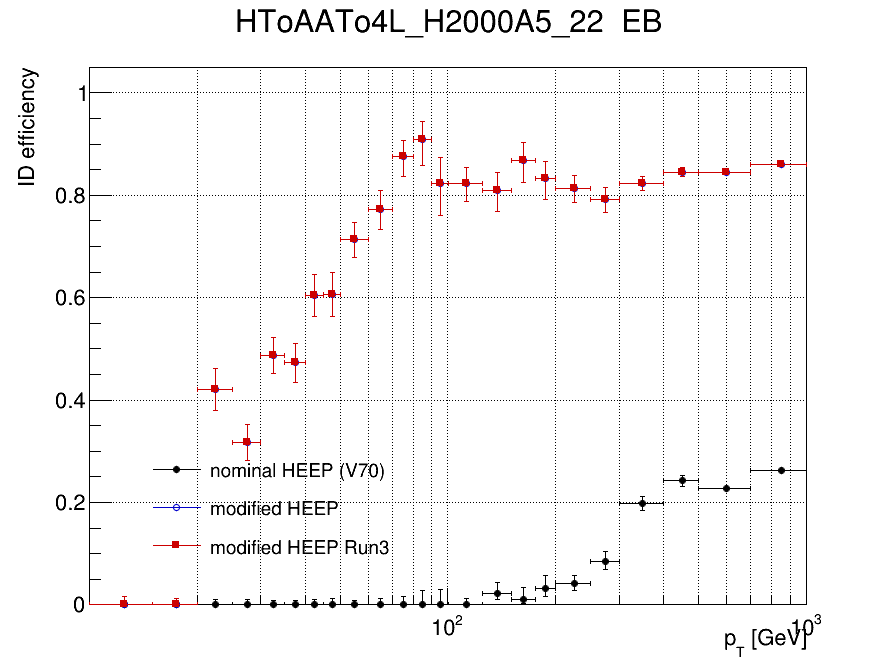 HToAATo4L_H2000A5_22 EB
ID efficiency
1
0.8
0.6
0.4
0.2
0
nominal HEEP (V70)
modified HEEP
modified HEEP Run3
10²
10³
p_T [GeV]